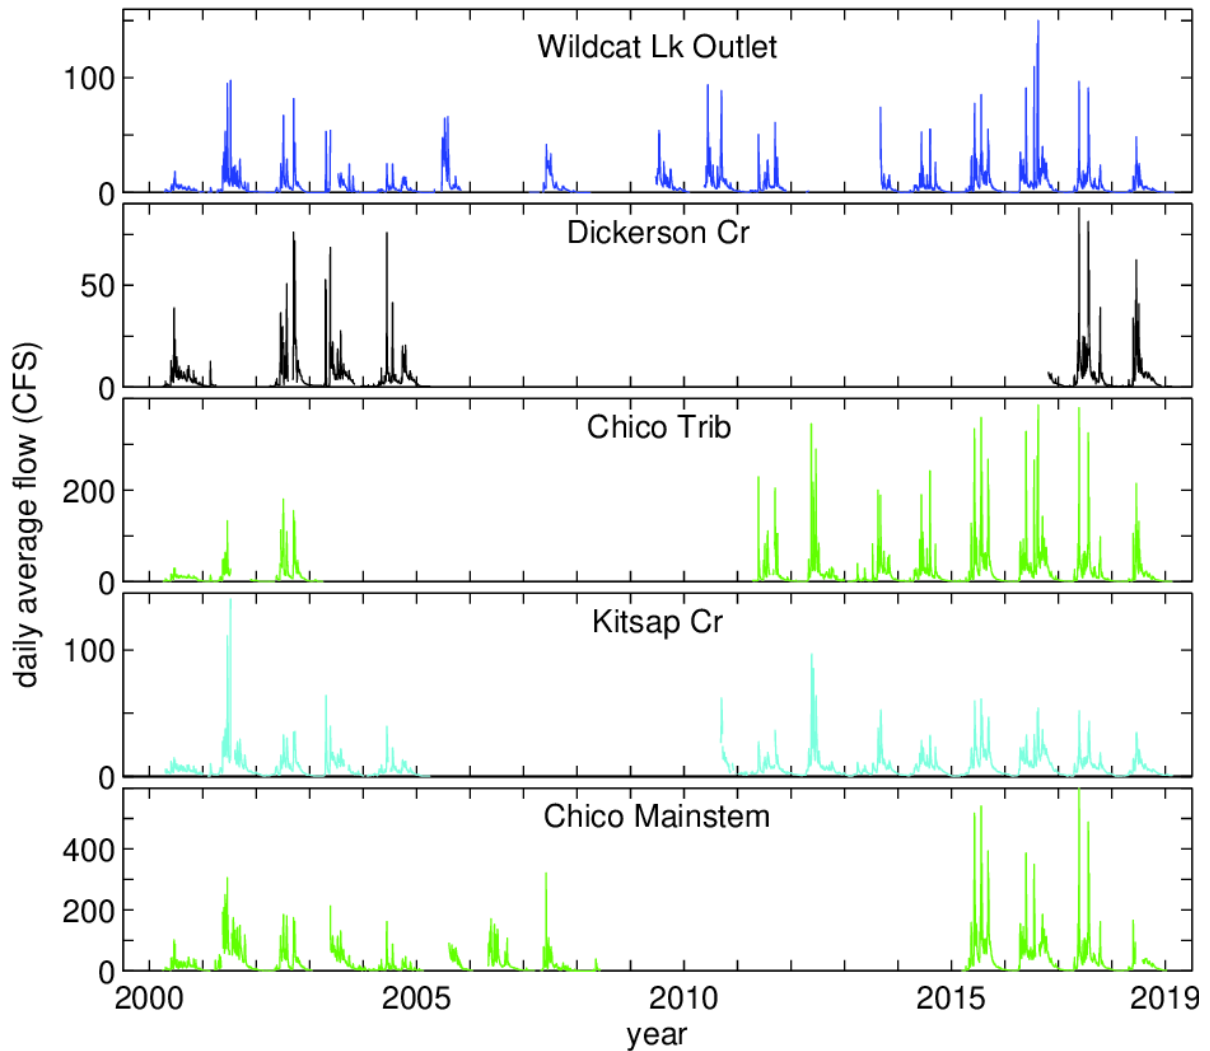 Wildcat Lk Outlet
100
0
Dickerson Cr
50
0
Chico Trib
200
0
Kitsap Cr
100
0
Chico Mainstem
400
200
0
daily average flow (CFS)
2000 2005 2010 2015 2019
year